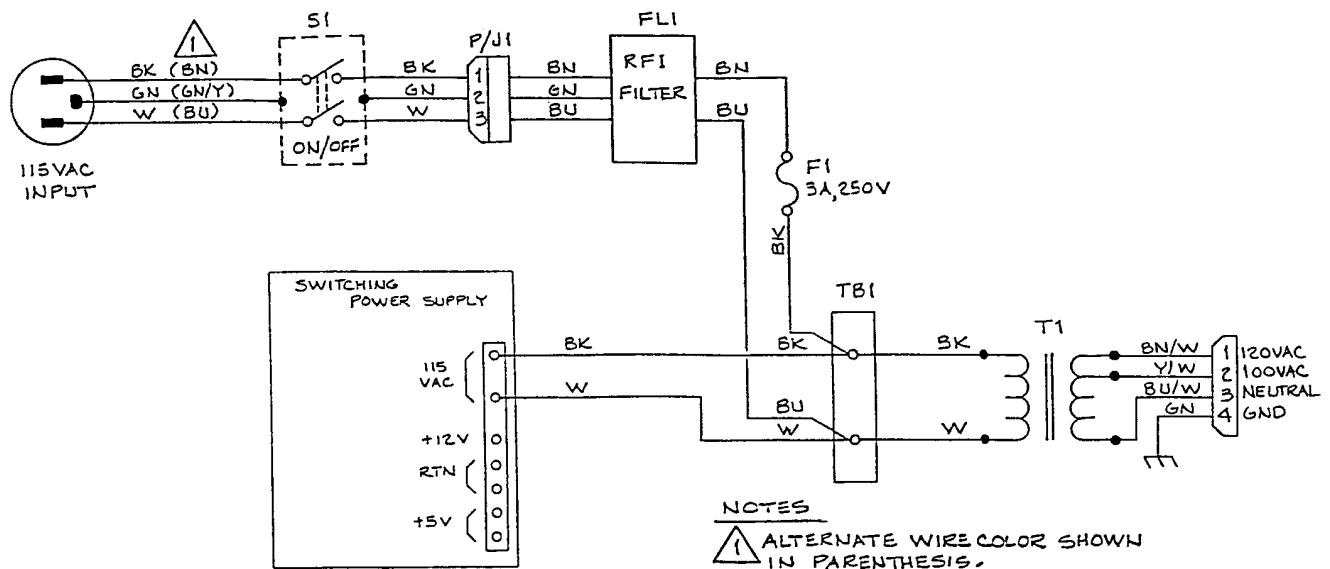 S1
FL1
P/J1
1
BK (BN)
GN (GN/Y)
W (BU)
BK
GN
W
1
2
3
BN
GN
BU
RFI
FILTER
BN
BU
ON/OFF
115VAC
INPUT
F1
3A, 250V
BK
SWITCHING
POWER SUPPLY
TB1
T1
115
VAC
BK
W
BK
BU
W
BK
W
BN/W
Y/W
BU/W
GN
1 120VAC
2 100VAC
3 NEUTRAL
4 GND
+12V
RTN
+5V
NOTES
1 ALTERNATE WIRE COLOR SHOWN
IN PARENTHESIS.